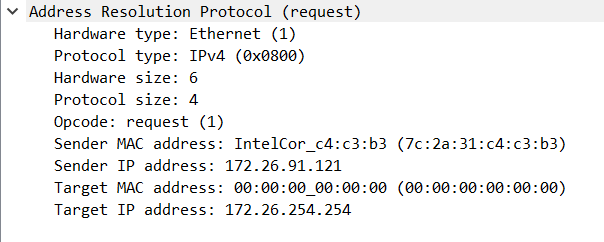 Address Resolution Protocol (request)
Hardware type: Ethernet (1)
Protocol type: IPv4 (0x0800)
Hardware size: 6
Protocol size: 4
Opcode: request (1)
Sender MAC address: IntelCor_c4:c3:b3 (7c:2a:31:c4:c3:b3)
Sender IP address: 172.26.91.121
Target MAC address: 00:00:00_00:00:00 (00:00:00:00:00:00)
Target IP address: 172.26.254.254